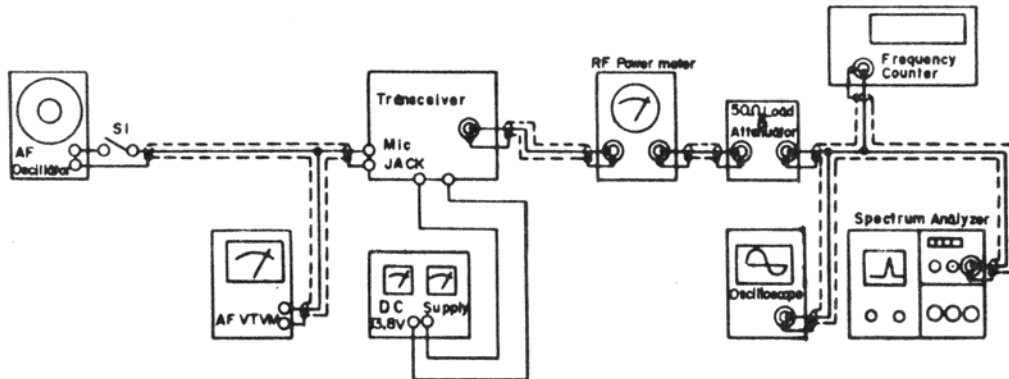 AF
Oscillator
S1
Transceiver
Mic
JACK
RF Power meter
50Ω Load
&
Attenuator
Frequency
Counter
AF VTVM
DC Supply
13.8V
Oscilloscope
Spectrum Analyzer